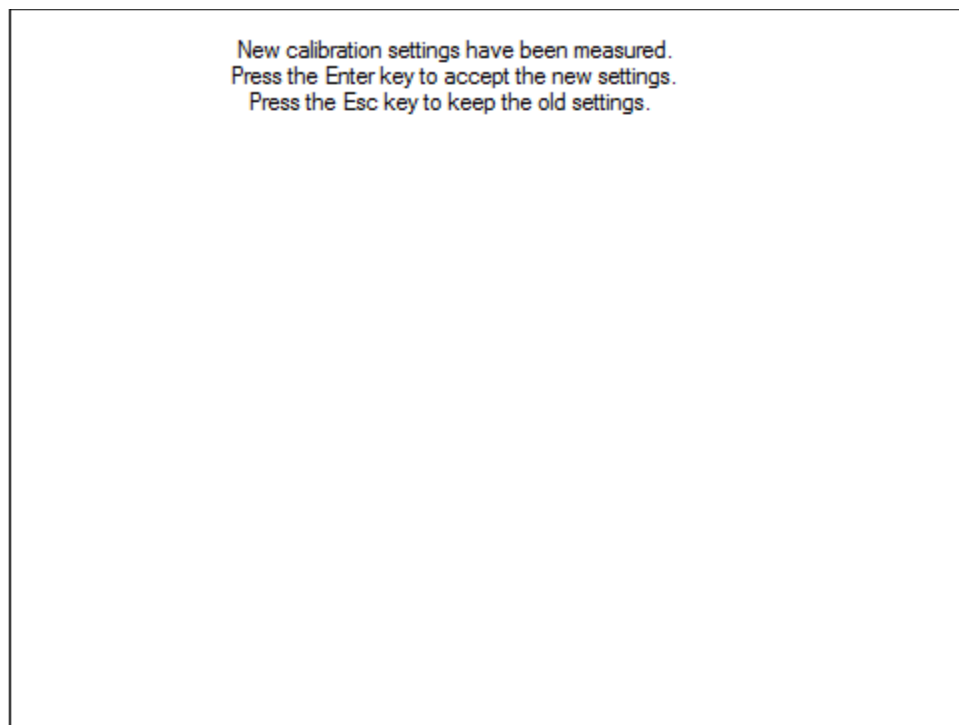 New calibration settings have been measured.
Press the Enter key to accept the new settings.
Press the Esc key to keep the old settings.